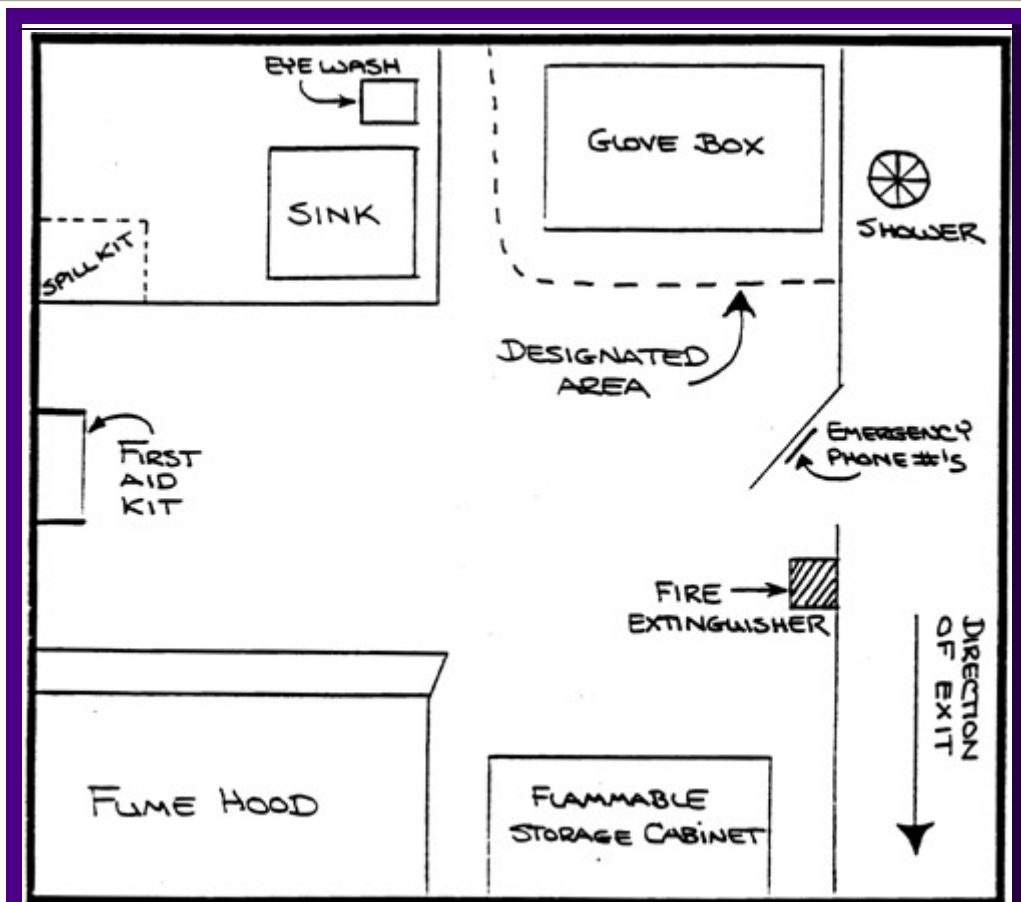 EYE WASH
GLOVE BOX
SINK
SHOWER
SPILL KIT
DESIGNATED
AREA
EMERGENCY
PHONE #'S
FIRST
AID
KIT
FIRE
EXTINGUISHER
DIRECTION
OF EXIT
FUME HOOD
FLAMMABLE
STORAGE CABINET